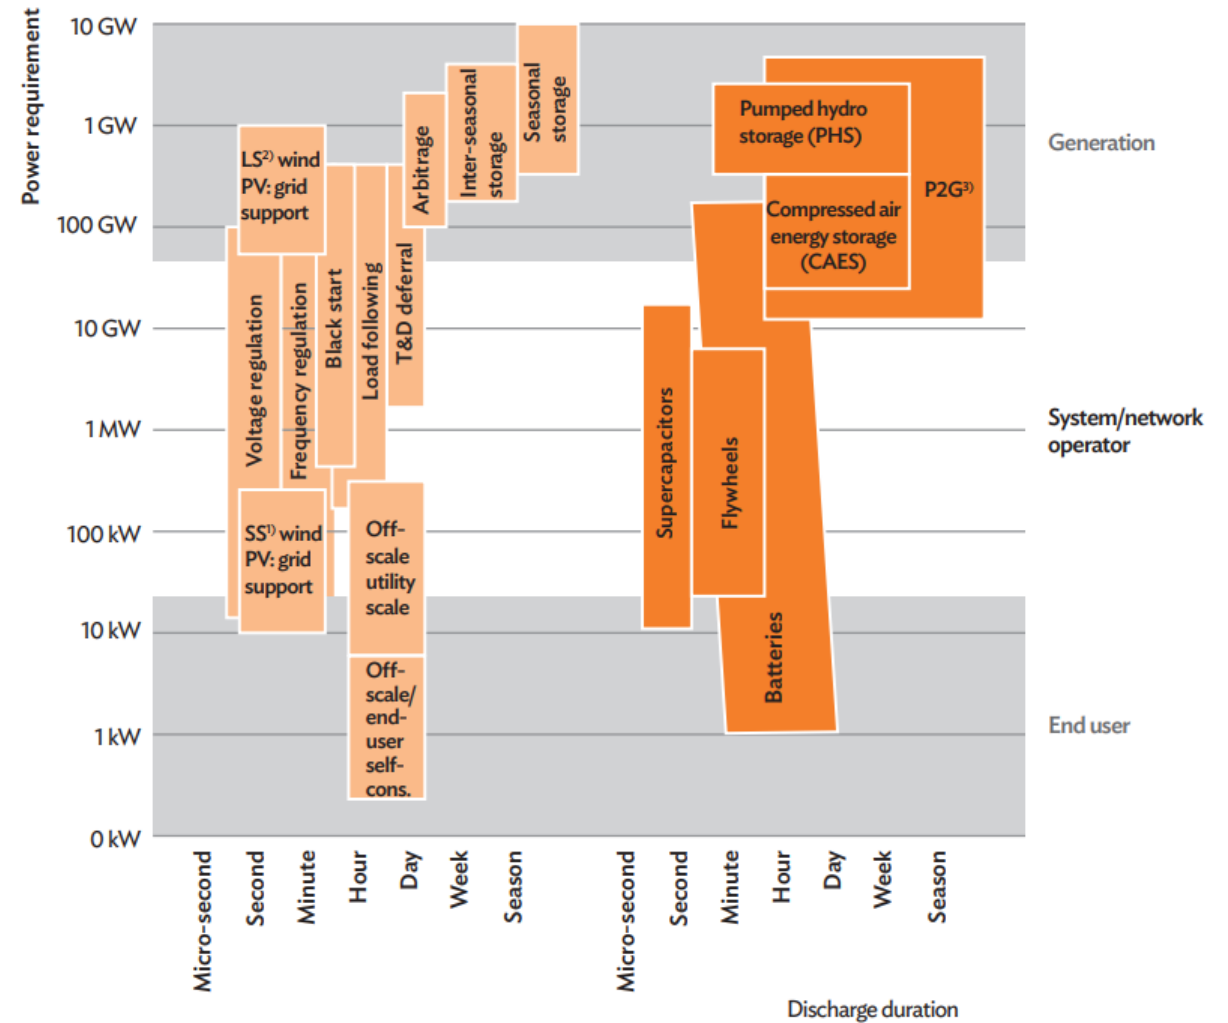 Power requirement
10 GW
1 GW
100 GW
10 GW
1 MW
100 kW
10 kW
1 kW
0 kW
LS2) wind
PV: grid
support
Voltage regulation
Frequency regulation
Black start
Load following
T&D deferral
Arbitrage
Inter-seasonal
storage
Seasonal
storage
SS1) wind
PV: grid
support
Off-
scale
utility
scale
Off-
scale/
end-
user
self-
cons.
Supercapacitors
Flywheels
Batteries
Pumped hydro
storage (PHS)
Compressed air
energy storage
(CAES)
P2G3)
Generation
System/network
operator
End user
Micro-second
Second
Minute
Hour
Day
Week
Season
Micro-second
Second
Minute
Hour
Day
Week
Season
Discharge duration